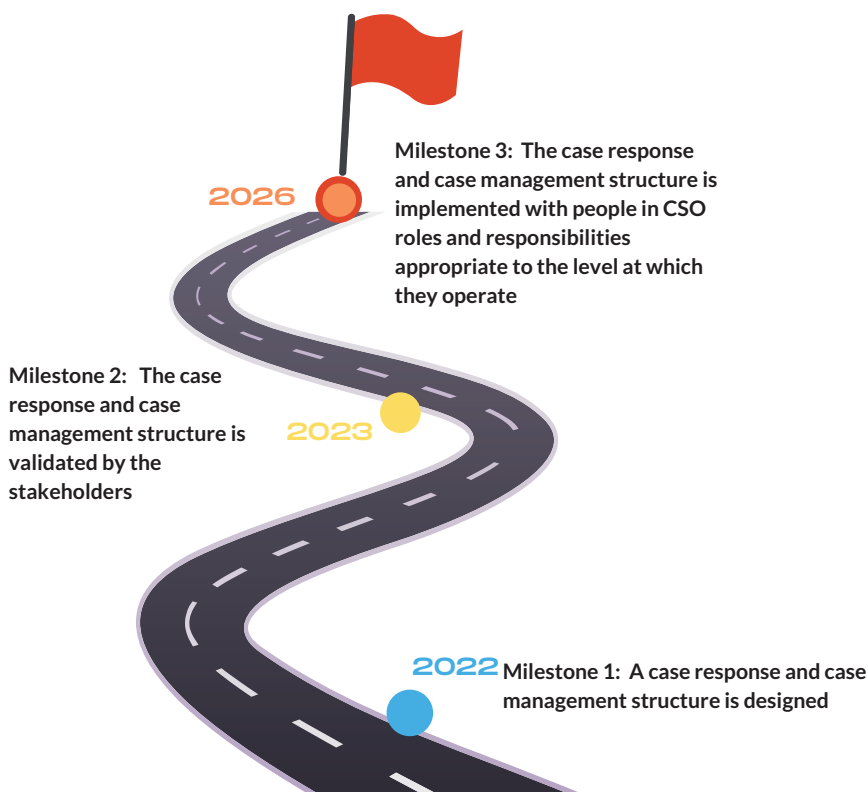 2026
Milestone 3: The case response
and case management structure is
implemented with people in CSO
roles and responsibilities
appropriate to the level at which
they operate
Milestone 2: The case
response and case
management structure is
validated by the
stakeholders
2023
2022
Milestone 1: A case response and case
management structure is designed